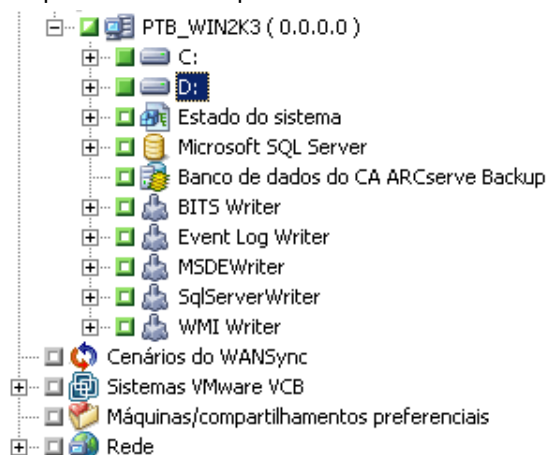 PTB_WIN2K3 ( 0.0.0.0 )
C:
D:
Estado do sistema
Microsoft SQL Server
Banco de dados do CA ARCserve Backup
BITS Writer
Event Log Writer
MSDEWriter
SqlServerWriter
WMI Writer
Cenários do WANSync
Sistemas VMware VCB
Máquinas/compartilhamentos preferenciais
Rede